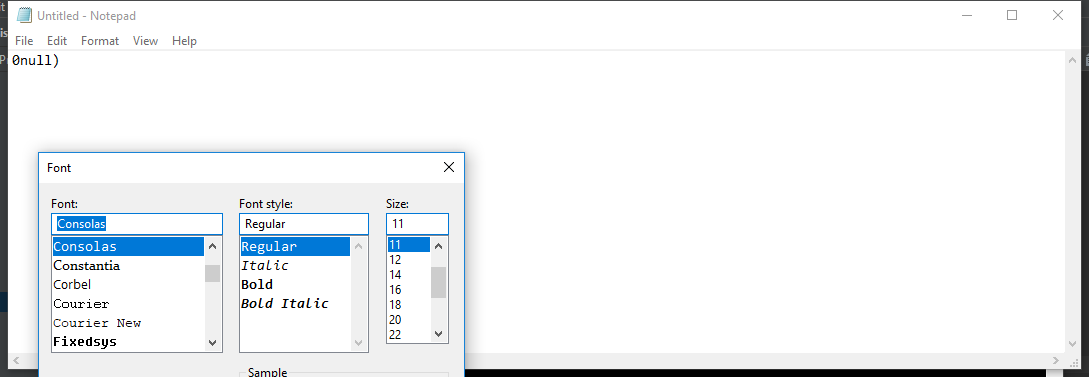 Untitled - Notepad
File Edit Format View Help
0null)
Font
Font: Font style: Size:
Consolas Regular 11
Consolas Regular 11
Constantia Italic 12
Corbel Bold 14
Courier Bold Italic 16
Courier New 18
Fixedsys 20
22
Sample